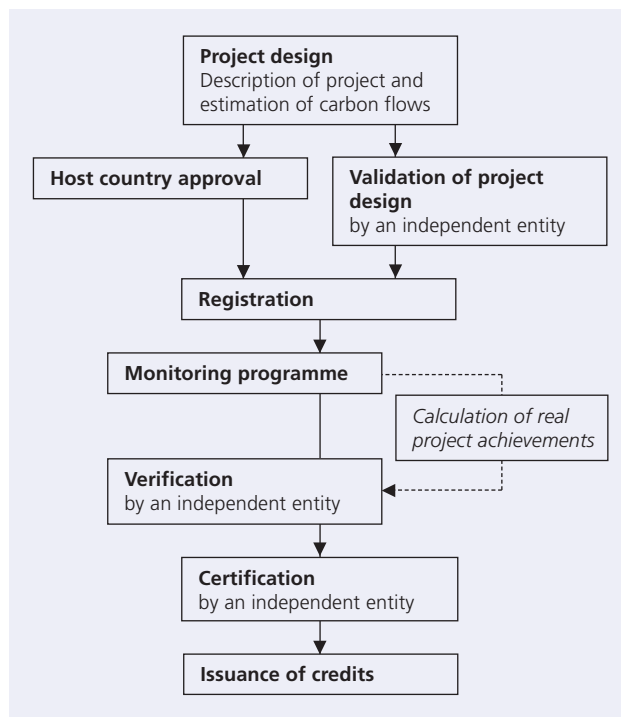 Project design
Description of project and
estimation of carbon flows
Host country approval
Validation of project
design
by an independent entity
Registration
Monitoring programme
Calculation of real
project achievements
Verification
by an independent entity
Certification
by an independent entity
Issuance of credits